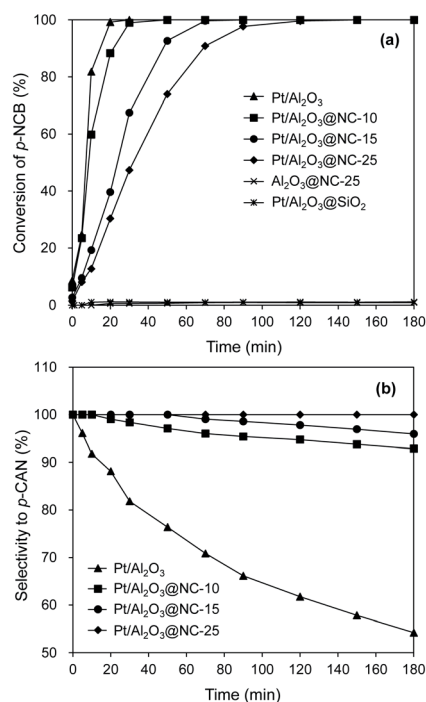 (a)
100
80
60
40
20
0
Conversion of p-NCB (%)
Pt/Al₂O₃
Pt/Al₂O₃@NC-10
Pt/Al₂O₃@NC-15
Pt/Al₂O₃@NC-25
Al₂O₃@NC-25
Pt/Al₂O₃@SiO₂
0 20 40 60 80 100 120 140 160 180
Time (min)
(b)
110
100
90
80
70
60
50
Selectivity to p-CAN (%)
Pt/Al₂O₃
Pt/Al₂O₃@NC-10
Pt/Al₂O₃@NC-15
Pt/Al₂O₃@NC-25
0 20 40 60 80 100 120 140 160 180
Time (min)